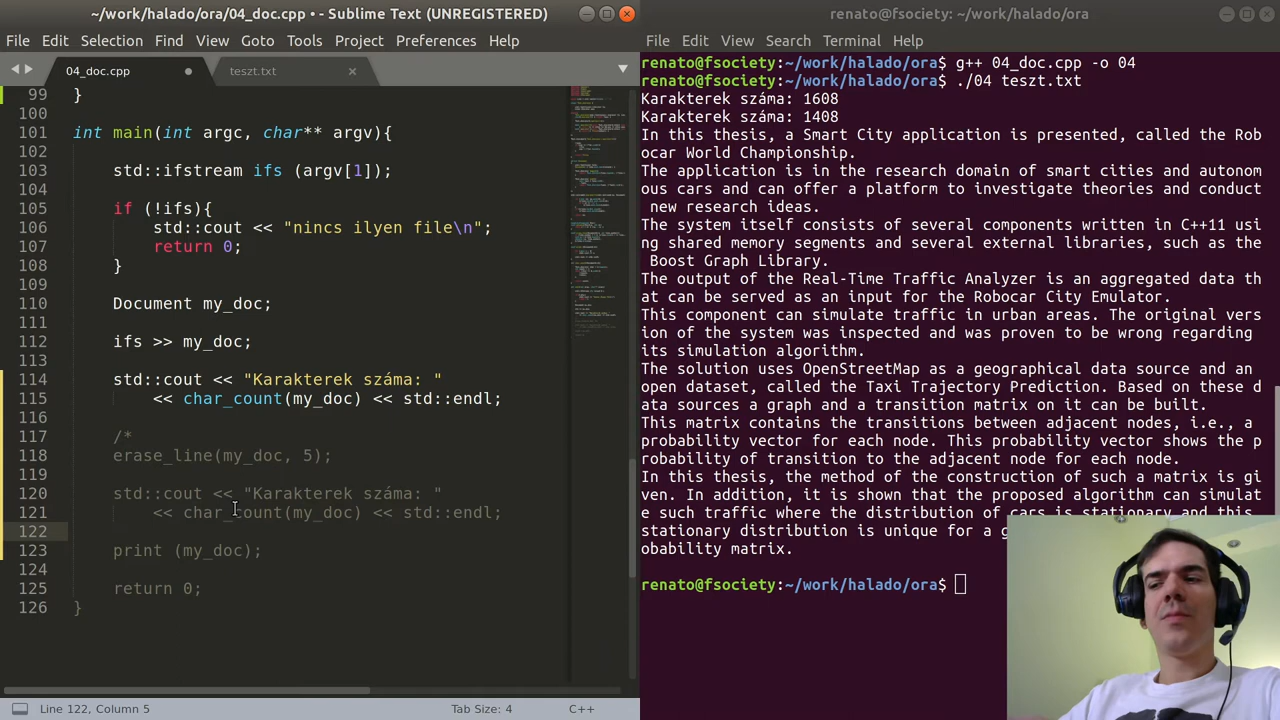 ~/work/halado/ora/04_doc.cpp • - Sublime Text (UNREGISTERED)
File Edit Selection Find View Goto Tools Project Preferences Help
04_doc.cpp teszt.txt
99 }
100
101 int main(int argc, char** argv){
102
103 std::ifstream ifs (argv[1]);
104
105 if (!ifs){
106 std::cout << "nincs ilyen file\n";
107 return 0;
108 }
109
110 Document my_doc;
111
112 ifs >> my_doc;
113
114 std::cout << "Karakterek száma: "
115 << char_count(my_doc) << std::endl;
116
117 /*
118 erase_line(my_doc, 5);
119
120 std::cout << "Karakterek száma: "
121 << char_count(my_doc) << std::endl;
122
123 print (my_doc);
124
125 return 0;
126 }
Line 122, Column 5 Tab Size: 4 C++
renato@fsociety: ~/work/halado/ora
File Edit View Search Terminal Help
renato@fsociety:~/work/halado/ora$ g++ 04_doc.cpp -o 04
renato@fsociety:~/work/halado/ora$ ./04 teszt.txt
Karakterek száma: 1608
Karakterek száma: 1408
In this thesis, a Smart City application is presented, called the Rob
ocar World Championship.
The application is in the research domain of smart cities and autonom
ous cars and can offer a platform to investigate theories and conduct
new research ideas.
The system itself consists of several components written in C++11 usi
ng shared memory segments and several external libraries, such as the
Boost Graph Library.
The output of the Real-Time Traffic Analyzer is an aggregated data th
at can be served as an input for the Robocar City Emulator.
This component can simulate traffic in urban areas. The original vers
ion of the system was inspected and was proven to be wrong regarding
its simulation algorithm.
The solution uses OpenStreetMap as a geographical data source and an
open dataset, called the Taxi Trajectory Prediction. Based on these d
ata sources a graph and a transition matrix on it can be built.
This matrix contains the transitions between adjacent nodes, i.e., a
probability vector for each node. This probability vector shows the p
robability of transition to the adjacent node for each node.
In this thesis, the method of the construction of such a matrix is gi
ven. In addition, it is shown that the proposed algorithm can simulat
e such traffic where the distribution of cars is stationary and this
stationary distribution is unique for a g
obability matrix.
renato@fsociety:~/work/halado/ora$